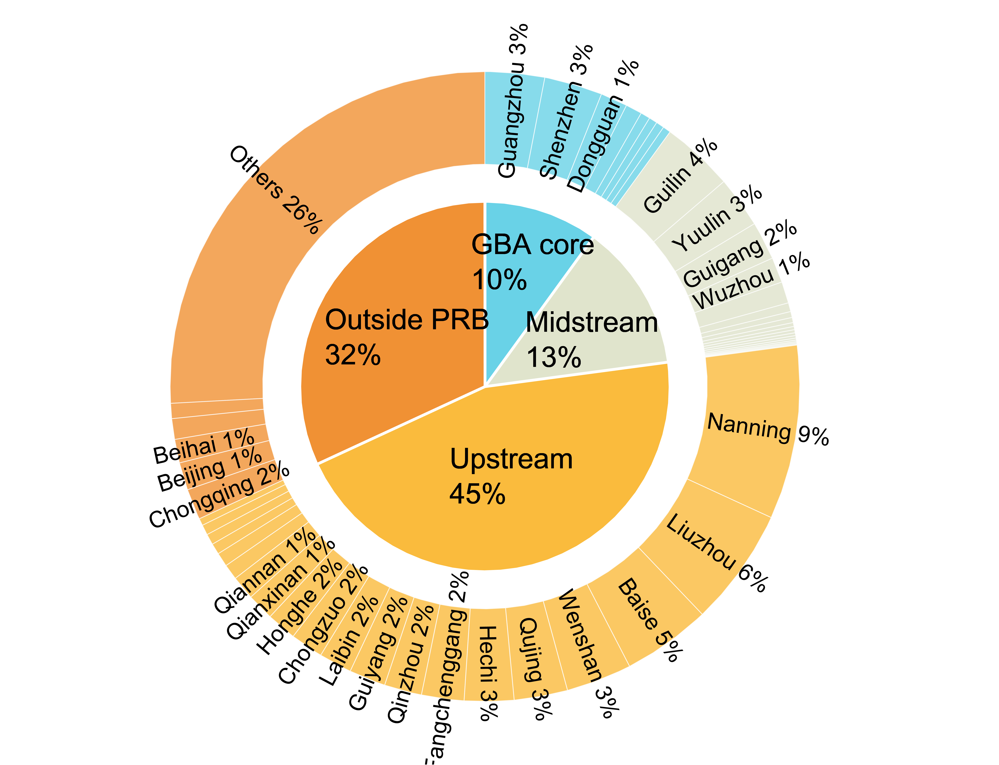 Guangzhou 3%
Shenzhen 3%
Dongguan 1%
Guilin 4%
Yuulin 3%
Guigang 2%
Wuzhou 1%
Nanning 9%
Liuzhou 6%
Baise 5%
Wenshan 3%
Qujing 3%
Hechi 3%
Fangchenggang 2%
Qinzhou 2%
Guiyang 2%
Laibin 2%
Chongzuo 2%
Honghe 2%
Qianxinan 1%
Qiannan 1%
Chongqing 2%
Beijing 1%
Beihai 1%
Others 26%
GBA core
10%
Midstream
13%
Upstream
45%
Outside PRB
32%